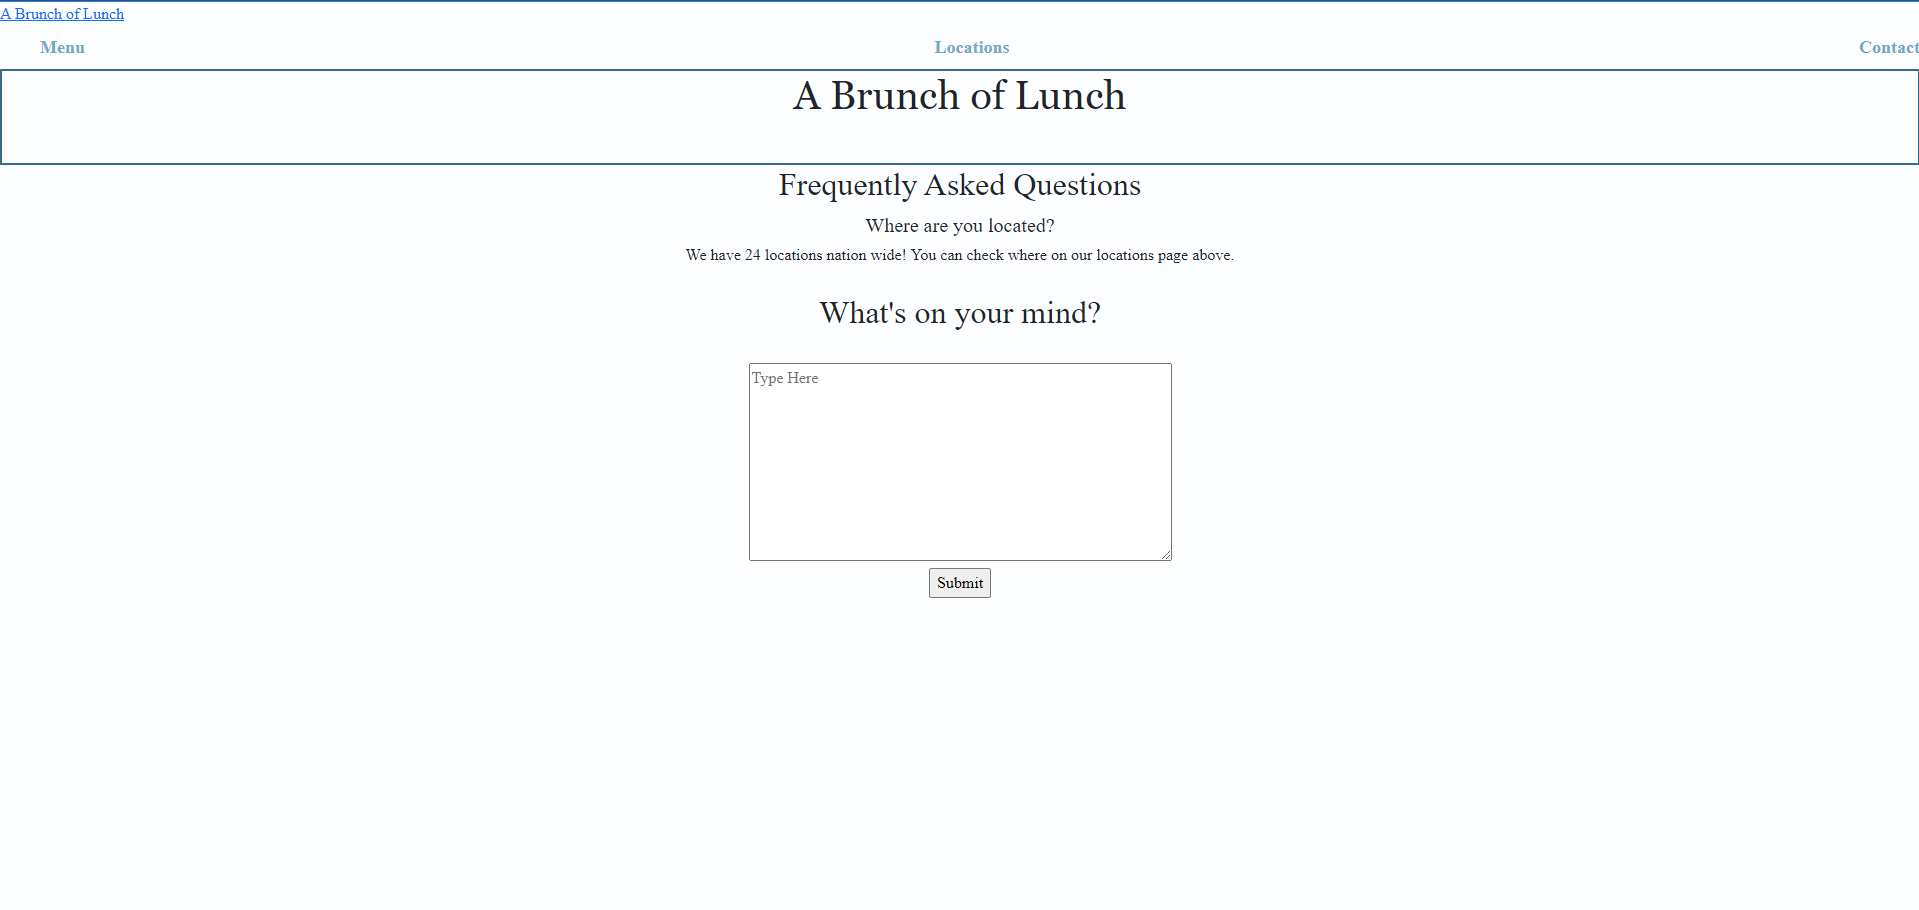 A Brunch of Lunch
Menu Locations Contact
A Brunch of Lunch
Frequently Asked Questions
Where are you located?
We have 24 locations nation wide! You can check where on our locations page above.
What's on your mind?
Type Here
Submit